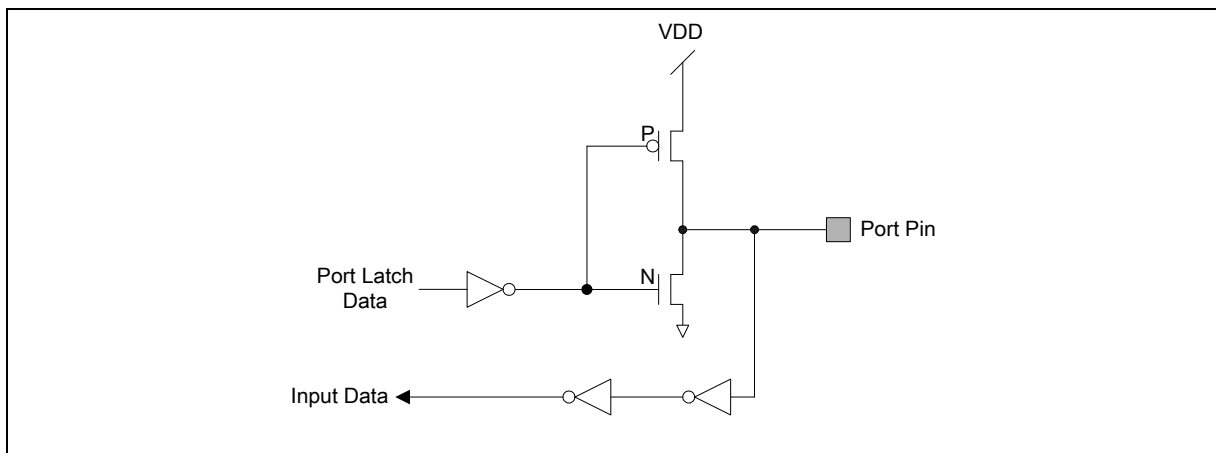 VDD
P
Port Pin
N
Port Latch
Data
Input Data